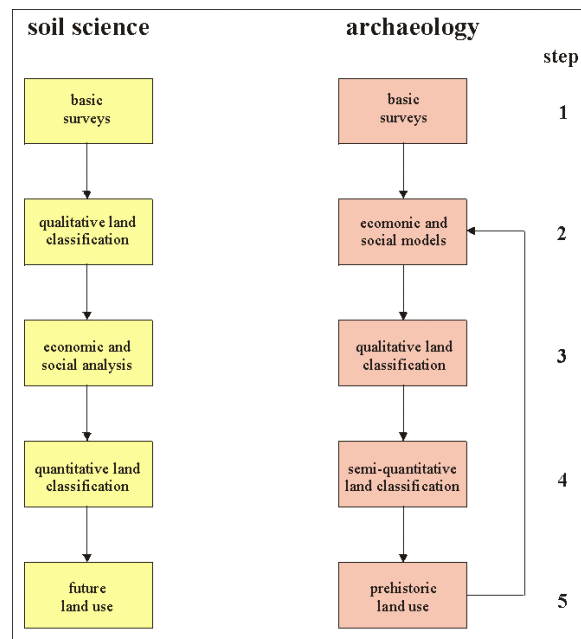 soil science
archaeology
step
basic
surveys
basic
surveys
1
qualitative land
classification
ecomonic and
social models
2
economic and
social analysis
qualitative land
classification
3
quantitative land
classification
semi-quantitative
land classification
4
future
land use
prehistoric
land use
5